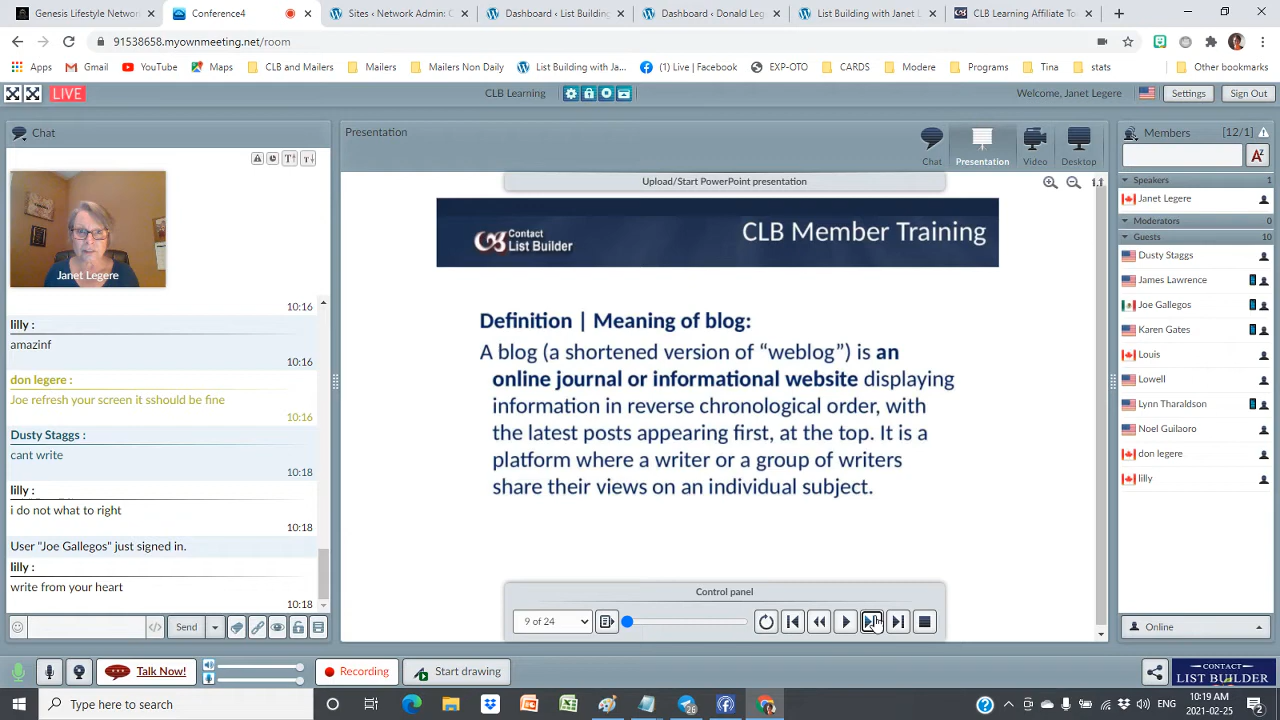 Genesis Lifestyle Netwo
Conference4
Sites ‹ Network Admin: C
Dashboard ‹ List Building
Dashboard ‹ Donald Leg
List Building with Janet L
CLB Learning Affiliate To
91538658.myownmeeting.net/room
Apps
Gmail
YouTube
Maps
CLB and Mailers
Mailers
Mailers Non Daily
List Building with Ja...
(1) Live | Facebook
EXP-OTO
CARDS
Modere
Programs
Tina
stats
Other bookmarks
LIVE
CLB Learning
Welcome, Janet Legere
Settings
Sign Out
Chat
Janet Legere
10:16
lilly :
amazinf
10:16
don legere :
Joe refresh your screen it sshould be fine
10:16
Dusty Staggs :
cant write
10:18
lilly :
i do not what to right
10:18
User "Joe Gallegos" just signed in.
lilly :
write from your heart
10:18
Send
Presentation
Chat
Presentation
Video
Desktop
Upload/Start PowerPoint presentation
1:1
Contact
List Builder
CLB Member Training
Definition | Meaning of blog:
A blog (a shortened version of “weblog”) is an
online journal or informational website displaying
information in reverse chronological order, with
the latest posts appearing first, at the top. It is a
platform where a writer or a group of writers
share their views on an individual subject.
Control panel
9 of 24
Members
[12/1]
Speakers 1
Janet Legere
Moderators 0
Guests 10
Dusty Staggs
James Lawrence
Joe Gallegos
Karen Gates
Louis
Lowell
Lynn Tharaldson
Noel Guilaoro
don legere
lilly
Online
Talk Now!
Recording
Start drawing
CONTACT
LIST BUILDER
Type here to search
26
ENG
10:19 AM
2021-02-25